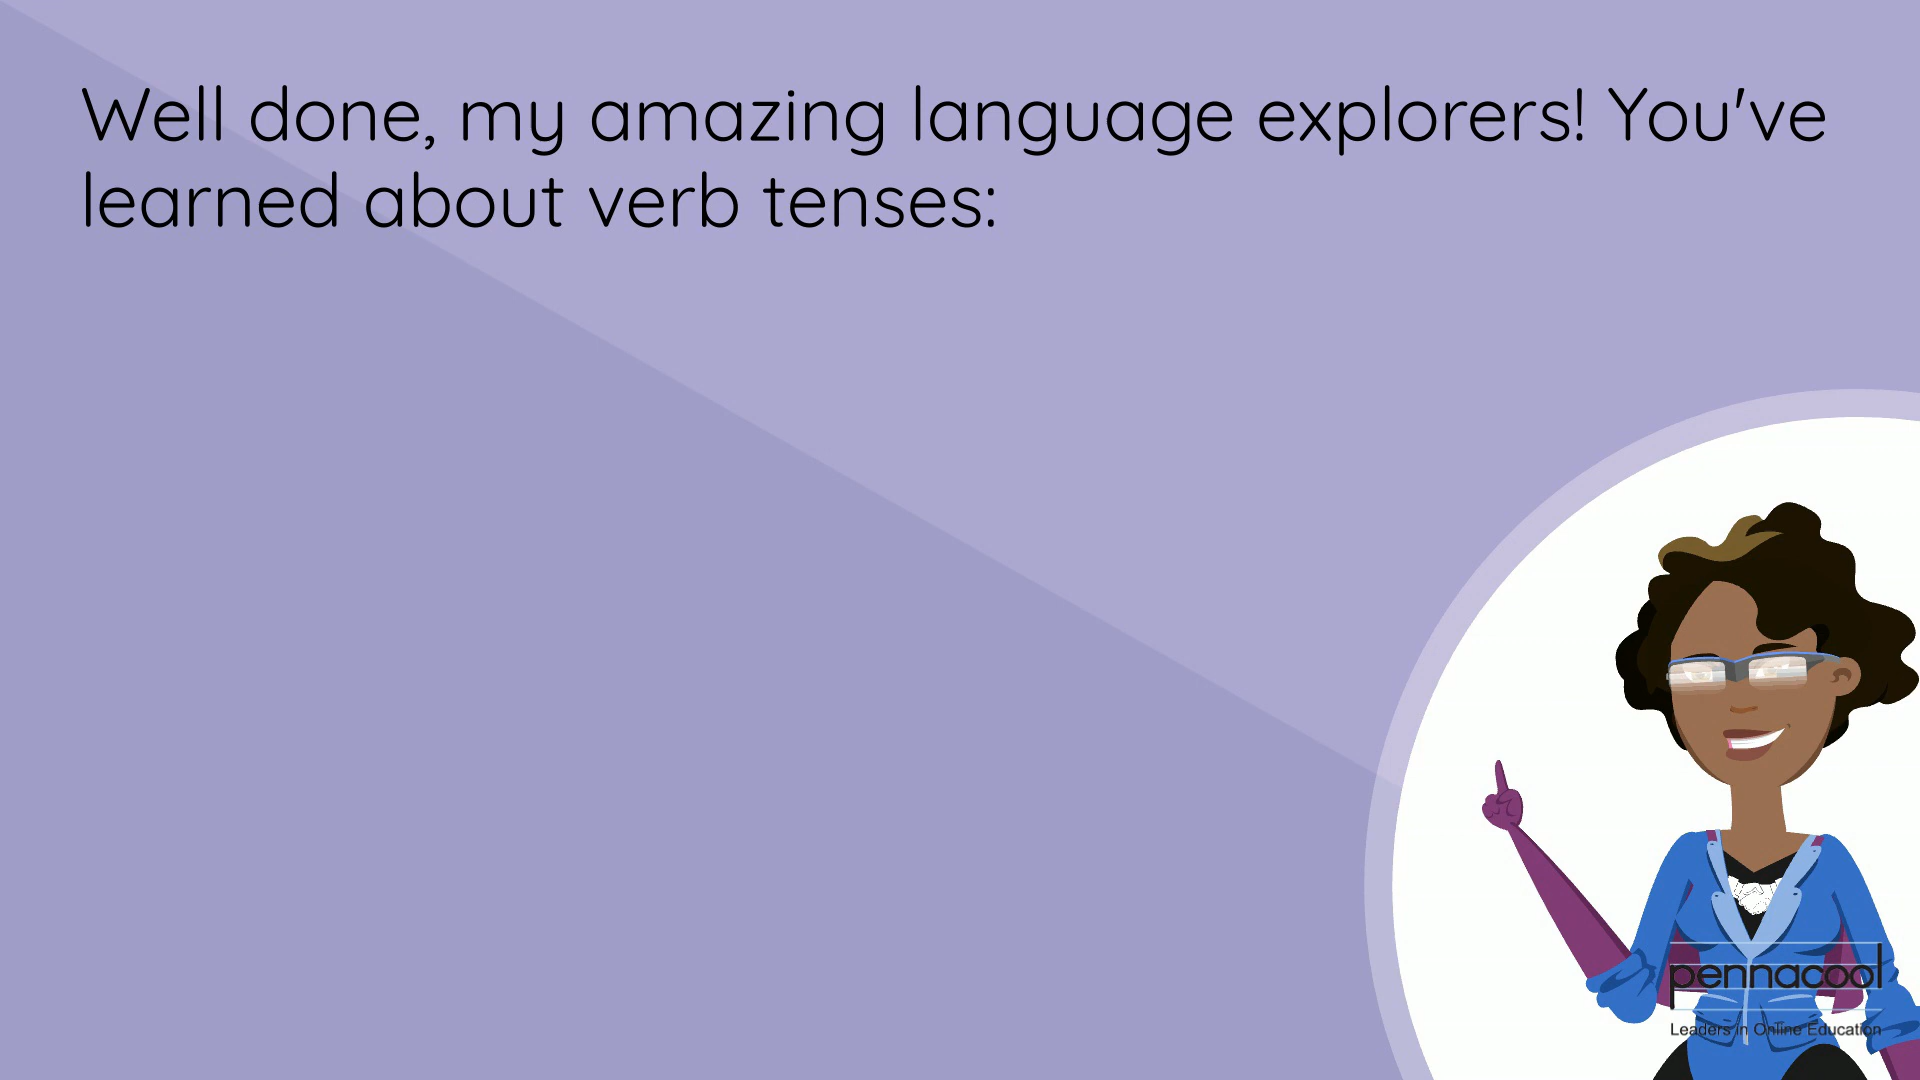 Well done, my amazing language explorers! You've
learned about verb tenses:
pennacool
Leaders in Online Education